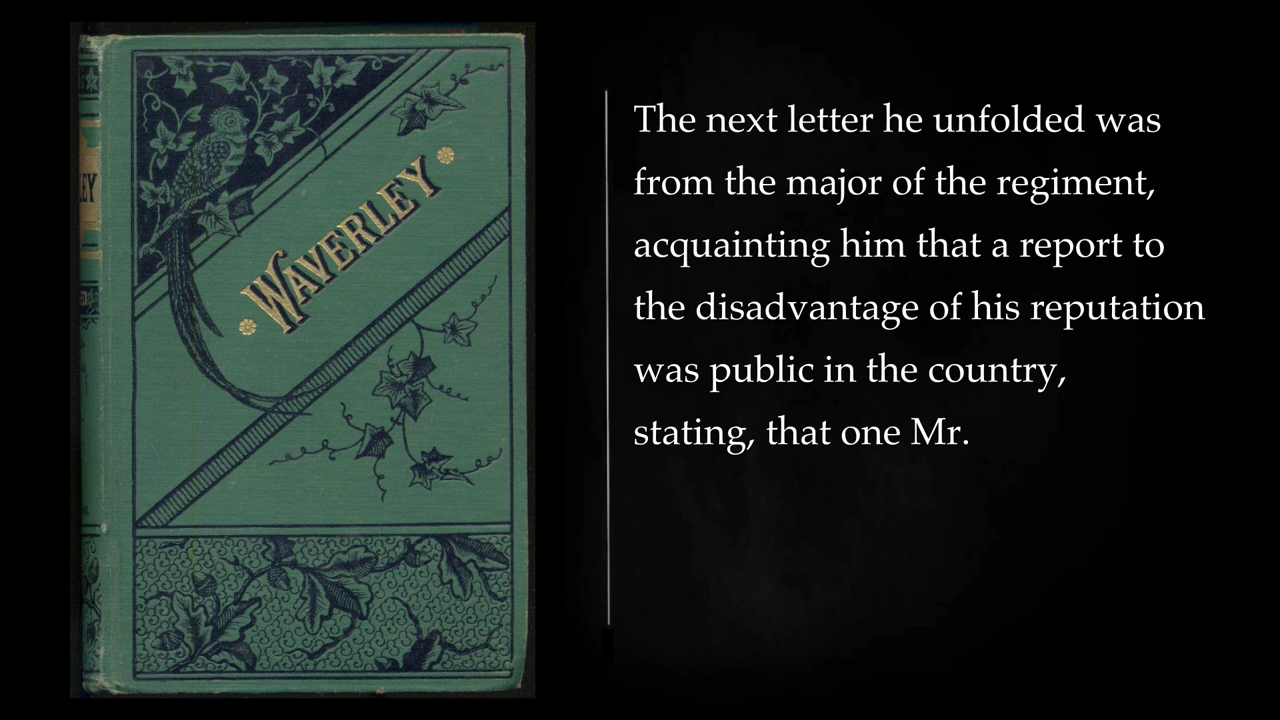 WAVERLEY
EY
The next letter he unfolded was
from the major of the regiment,
acquainting him that a report to
the disadvantage of his reputation
was public in the country,
stating, that one Mr.